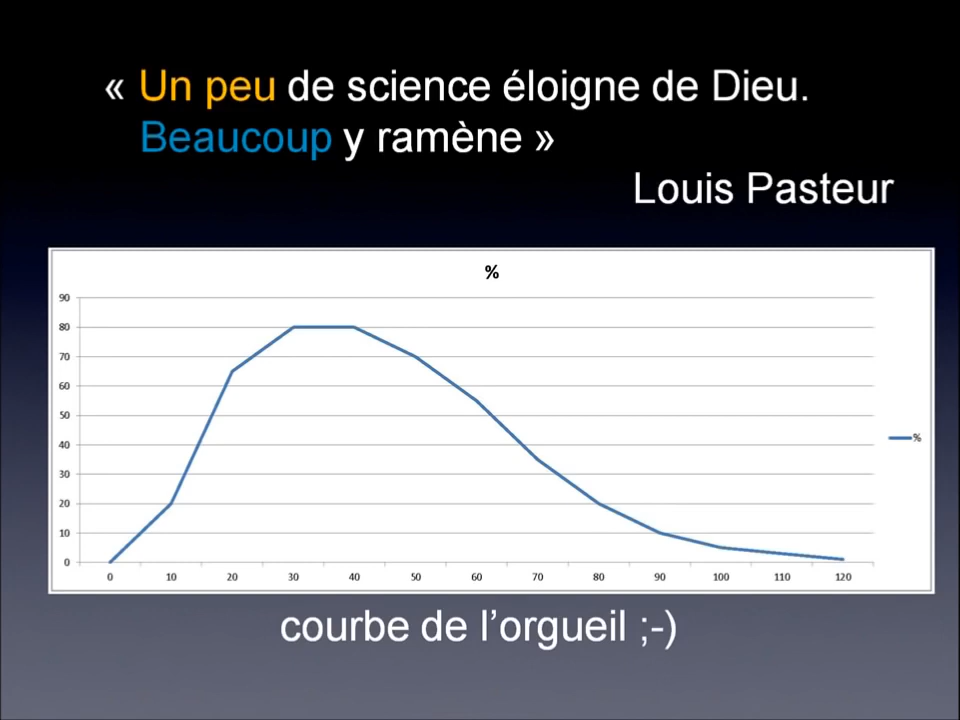 « Un peu de science éloigne de Dieu.
Beaucoup y ramène »
Louis Pasteur
%
90
80
70
60
50
40
30
20
10
0
0 10 20 30 40 50 60 70 80 90 100 110 120
%
courbe de l’orgueil ;-)